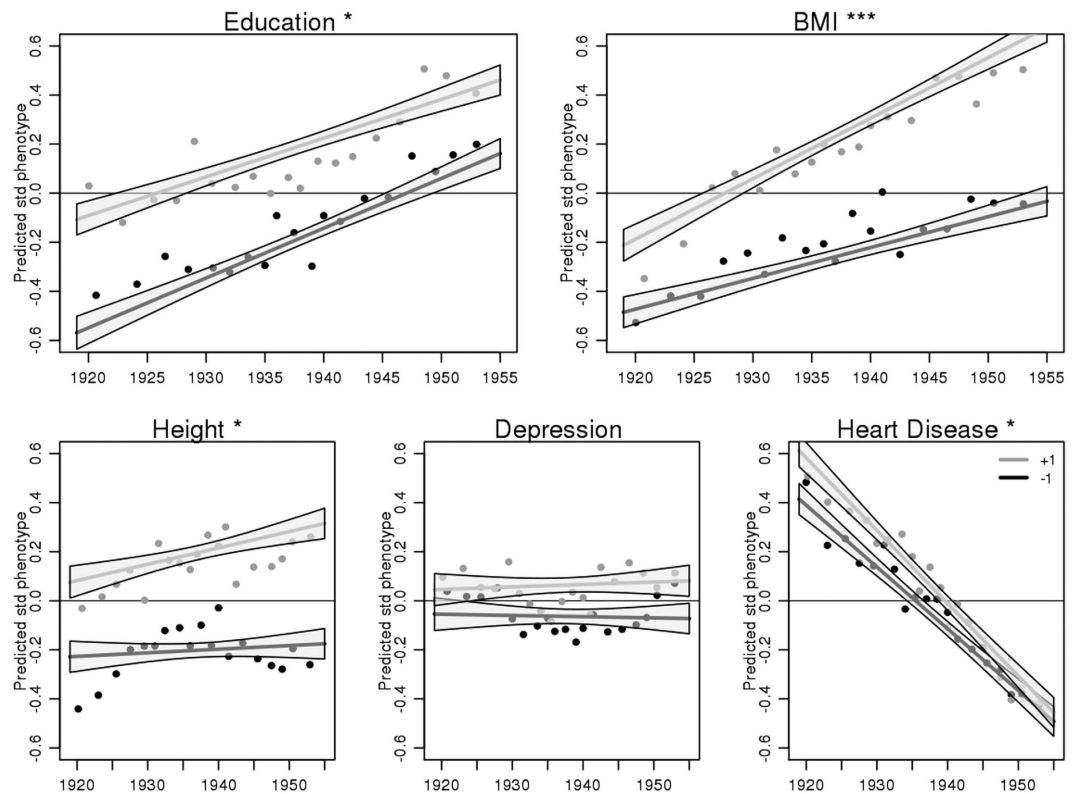 Education *
Predicted std phenotype
0.6
0.4
0.2
0.0
-0.2
-0.4
-0.6
1920 1925 1930 1935 1940 1945 1950 1955
BMI ***
Predicted std phenotype
0.6
0.4
0.2
0.0
-0.2
-0.4
-0.6
1920 1925 1930 1935 1940 1945 1950 1955
Height *
Predicted std phenotype
0.6
0.4
0.2
0.0
-0.2
-0.4
-0.6
1920 1930 1940 1950
Depression
Predicted std phenotype
0.6
0.4
0.2
0.0
-0.2
-0.4
-0.6
1920 1930 1940 1950
Heart Disease *
Predicted std phenotype
0.6
0.4
0.2
0.0
-0.2
-0.4
-0.6
1920 1930 1940 1950
+1
-1